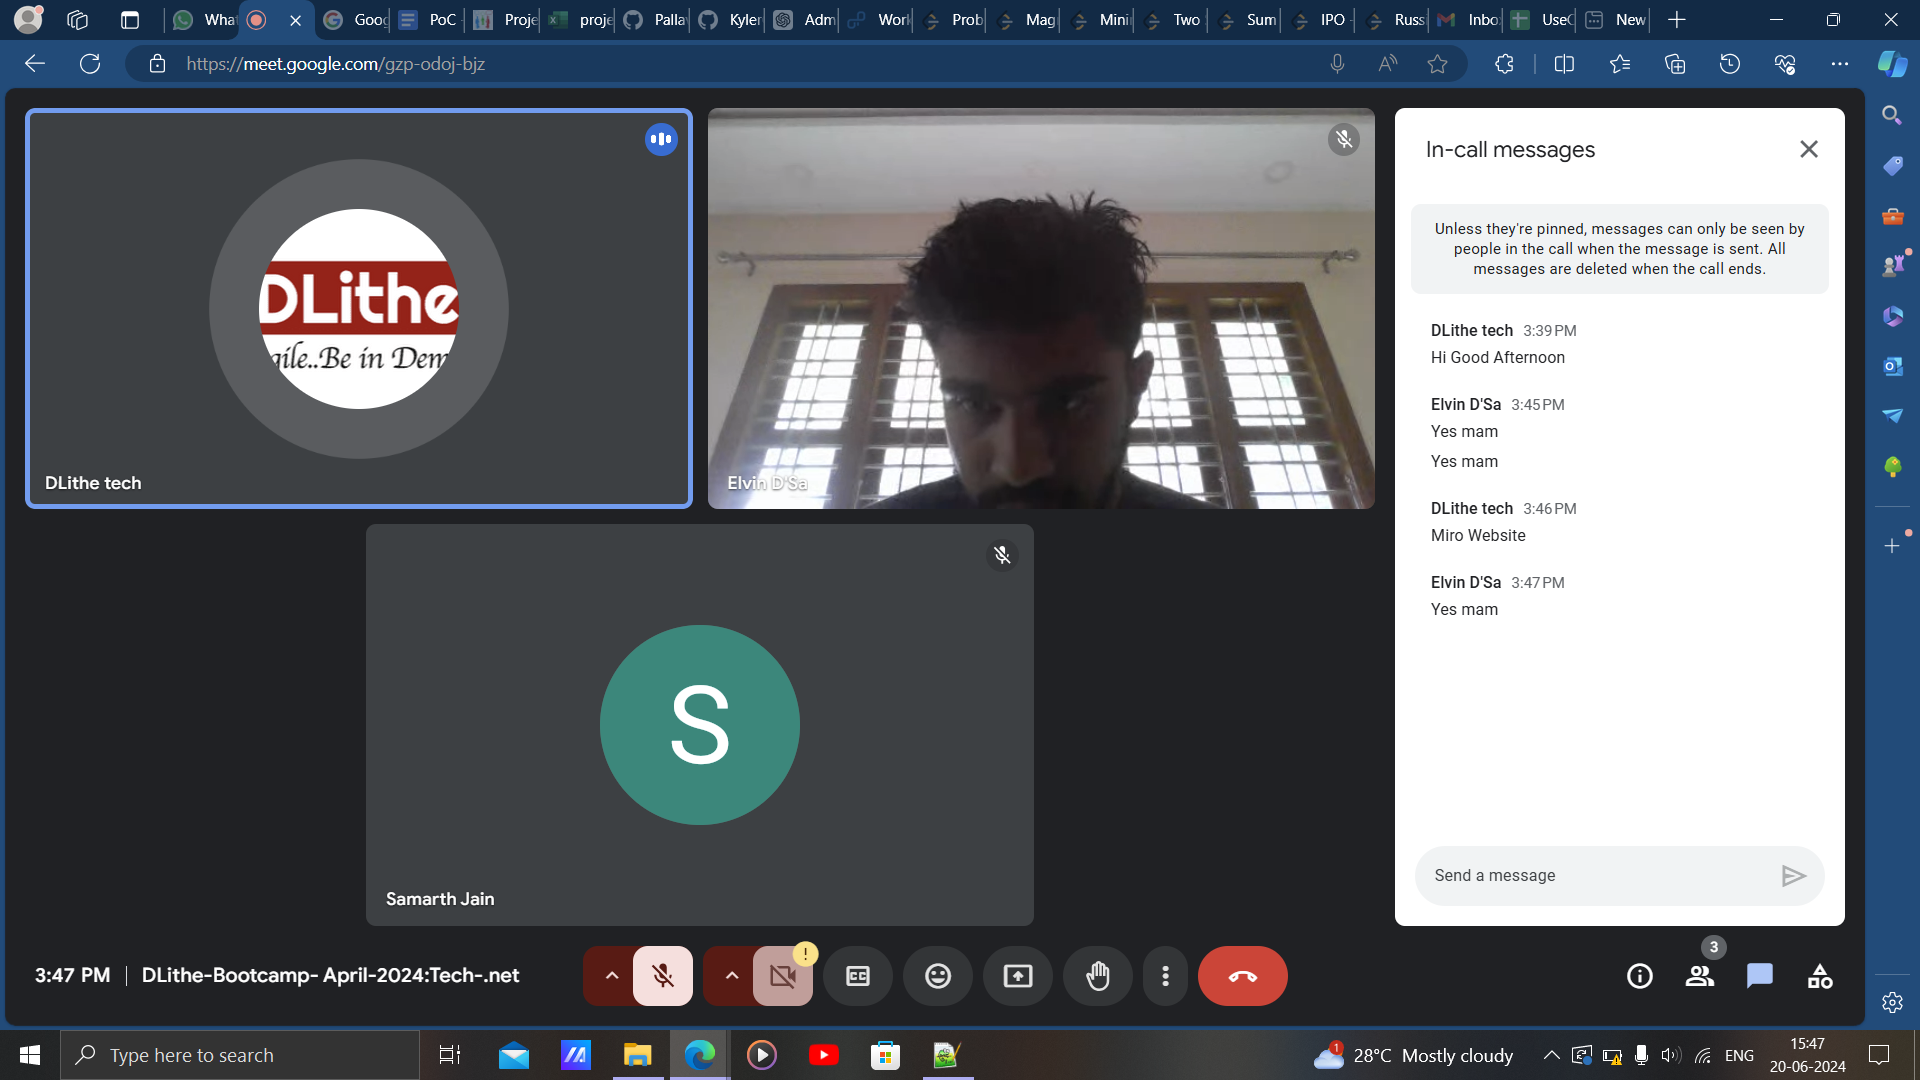 What
Goog
PoC
Proje
proje
Palla
Kyler
Adm
Work
Prob
Mag
Mini
Two
Sum
IPO -
Russ
Inbo
UseC
New
https://meet.google.com/gzp-odoj-bjz
DLithe
gile..Be in Dem
DLithe tech
Elvin D'Sa
S
Samarth Jain
In-call messages
Unless they're pinned, messages can only be seen by
people in the call when the message is sent. All
messages are deleted when the call ends.
DLithe tech 3:39 PM
Hi Good Afternoon
Elvin D'Sa 3:45 PM
Yes mam
Yes mam
DLithe tech 3:46 PM
Miro Website
Elvin D'Sa 3:47 PM
Yes mam
Send a message
3:47 PM
DLithe-Bootcamp- April-2024:Tech-.net
!
CC
3
Type here to search
1
28°C Mostly cloudy
ENG
15:47
20-06-2024